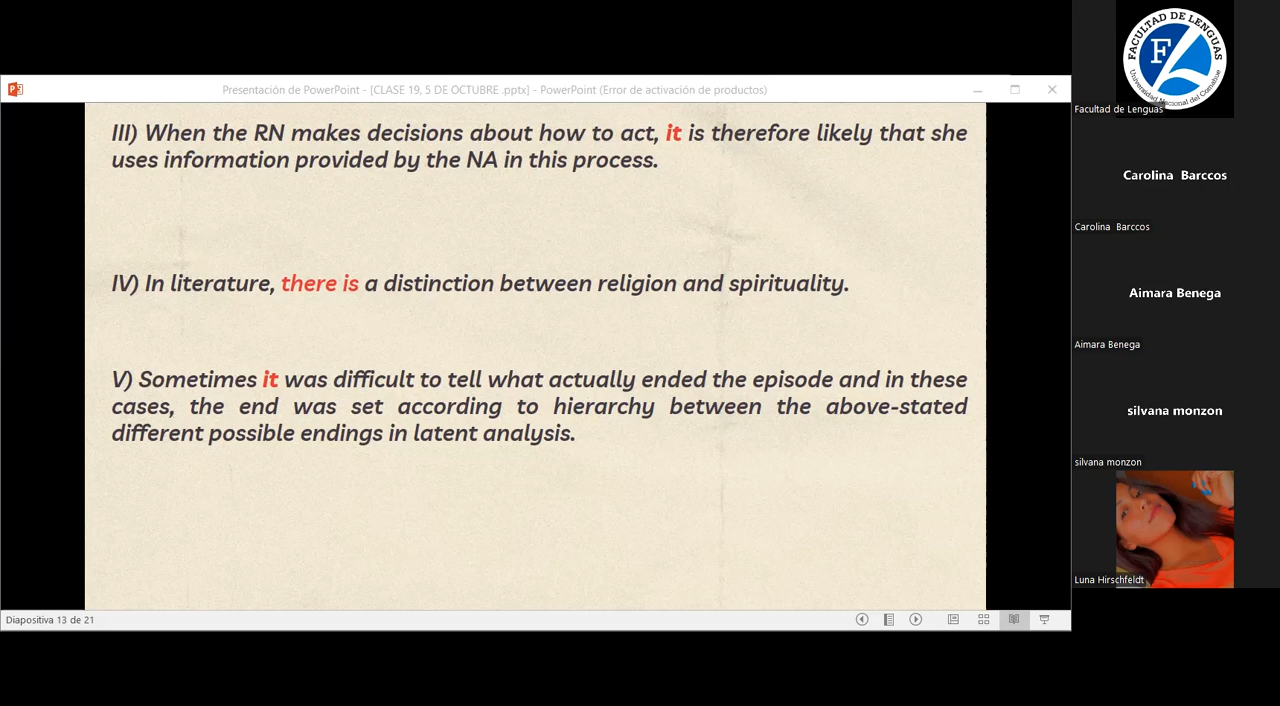 Presentación de PowerPoint - [CLASE 19, 5 DE OCTUBRE .pptx] - PowerPoint (Error de activación de productos)
III) When the RN makes decisions about how to act, it is therefore likely that she
uses information provided by the NA in this process.
IV) In literature, there is a distinction between religion and spirituality.
V) Sometimes it was difficult to tell what actually ended the episode and in these
cases, the end was set according to hierarchy between the above-stated
different possible endings in latent analysis.
Diapositiva 13 de 21
FACULTAD DE LENGUAS
FL
Universidad Nacional del Comahue
Facultad de Lenguas
Carolina Barccos
Carolina Barccos
Aimara Benega
Aimara Benega
silvana monzon
silvana monzon
Luna Hirschfeldt